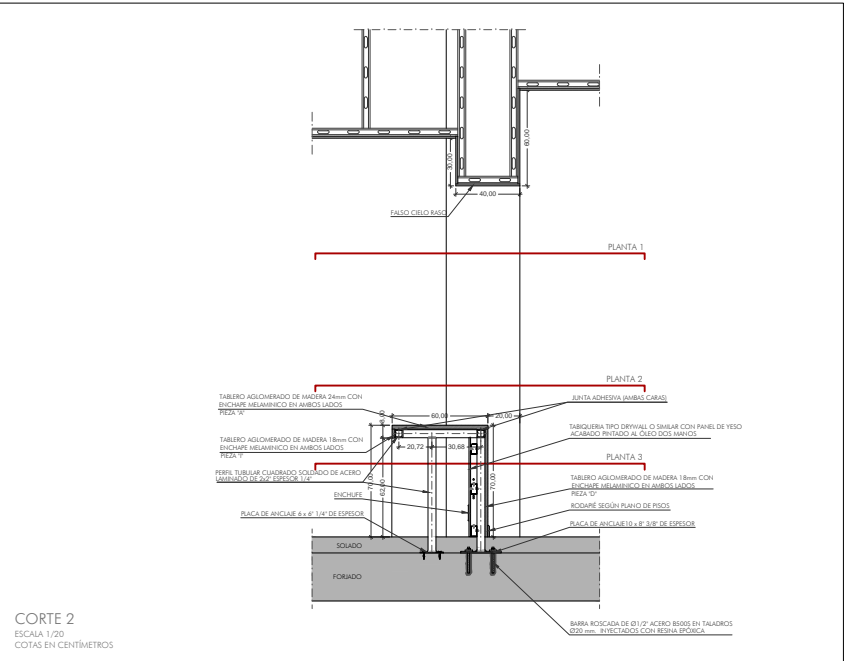 60,00
30,00
40,00
FALSO CIELO RASO
PLANTA 1
PLANTA 2
TABLERO AGLOMERADO DE MADERA 24mm CON
ENCHAPE MELAMINICO EN AMBOS LADOS
PIEZA "A"
JUNTA ADHESIVA (AMBAS CARAS)
60,00
20,00
8,00
TABIQUERIA TIPO DRYWALL O SIMILAR CON PANEL DE YESO
ACABADO PINTADO AL ÓLEO DOS MANOS
TABLERO AGLOMERADO DE MADERA 18mm CON
ENCHAPE MELAMINICO EN AMBOS LADOS
PIEZA "I"
20,72
30,68
PLANTA 3
PERFIL TUBULAR CUADRADO SOLDADO DE ACERO
LAMINADO DE 2x2" ESPESOR 1/4"
TABLERO AGLOMERADO DE MADERA 18mm CON
ENCHAPE MELAMINICO EN AMBOS LADOS
PIEZA "D"
70,00
62,00
70,00
ENCHUFE
RODAPIÉ SEGÚN PLANO DE PISOS
PLACA DE ANCLAJE 6 x 6" 1/4" DE ESPESOR
PLACA DE ANCLAJE10 x 8" 3/8" DE ESPESOR
SOLADO
FORJADO
BARRA ROSCADA DE Ø1/2" ACERO B500S EN TALADROS
Ø20 mm. INYECTADOS CON RESINA EPÓXICA
CORTE 2
ESCALA 1/20
COTAS EN CENTÍMETROS